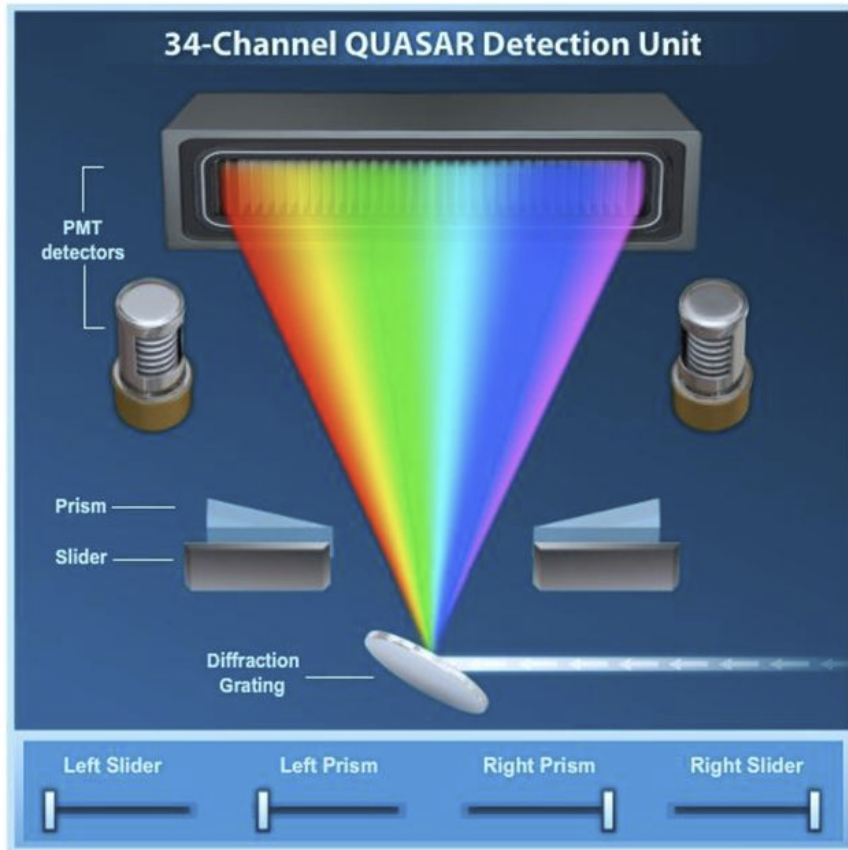 34-Channel QUASAR Detection Unit
PMT
detectors
Prism
Slider
Diffraction
Grating
Left Slider
Left Prism
Right Prism
Right Slider